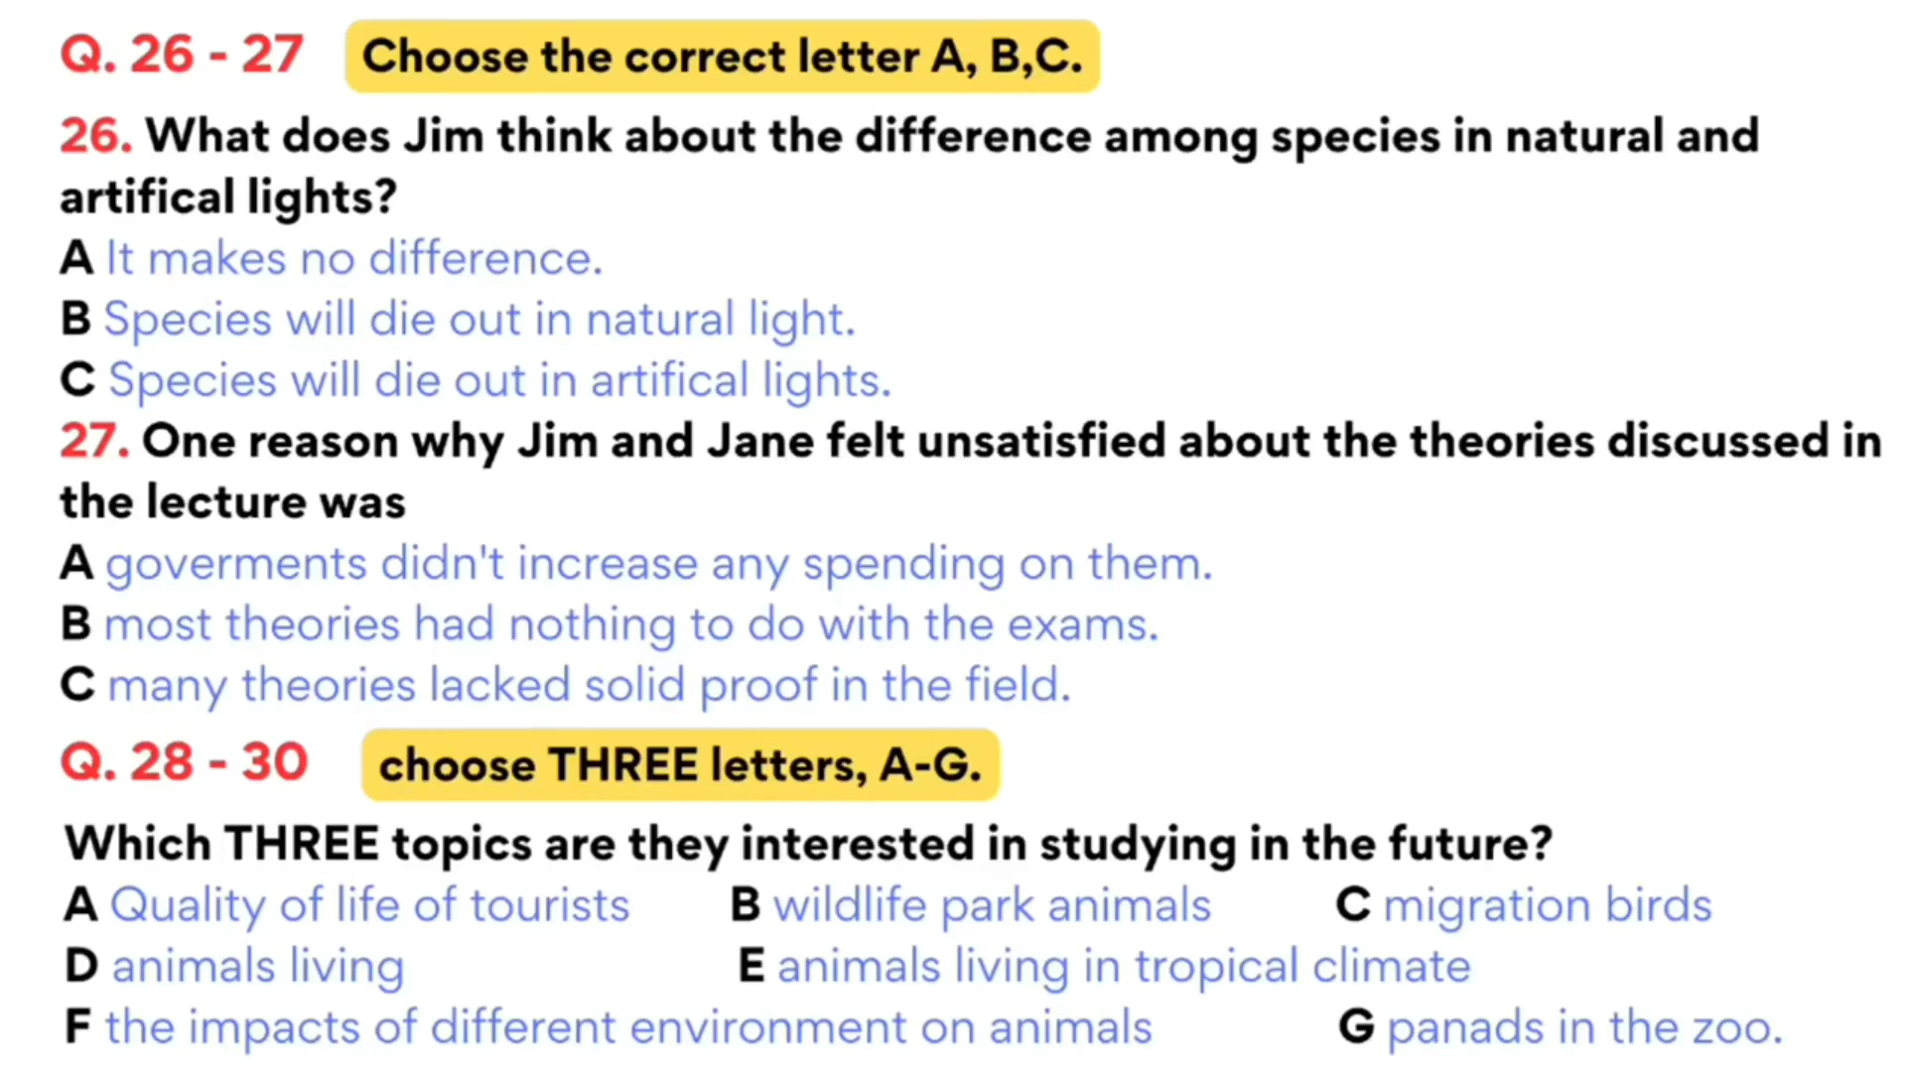 Q. 26 - 27 Choose the correct letter A, B,C.
26. What does Jim think about the difference among species in natural and
artifical lights?
A It makes no difference.
B Species will die out in natural light.
C Species will die out in artifical lights.
27. One reason why Jim and Jane felt unsatisfied about the theories discussed in
the lecture was
A goverments didn't increase any spending on them.
B most theories had nothing to do with the exams.
C many theories lacked solid proof in the field.
Q. 28 - 30 choose THREE letters, A-G.
Which THREE topics are they interested in studying in the future?
A Quality of life of tourists B wildlife park animals C migration birds
D animals living E animals living in tropical climate
F the impacts of different environment on animals G panads in the zoo.